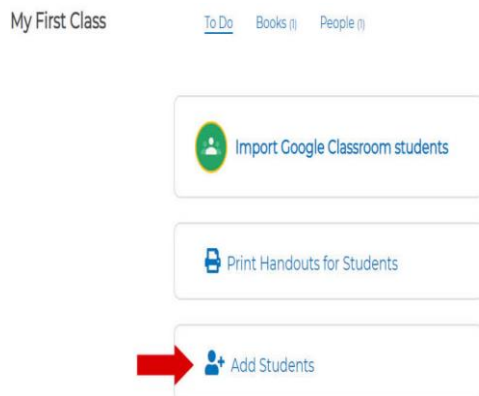 My First Class
To Do Books (1) People (1)
Import Google Classroom students
Print Handouts for Students
Add Students